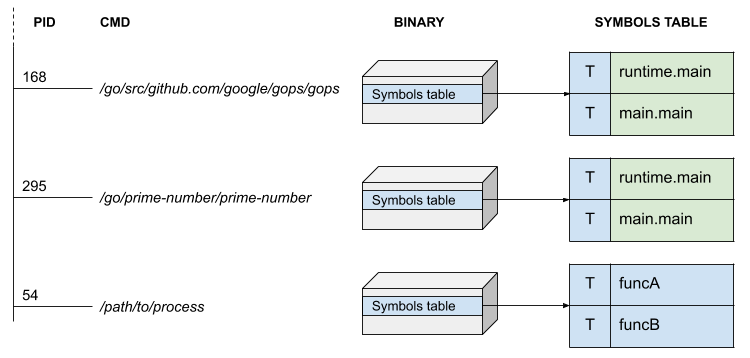 PID CMD BINARY SYMBOLS TABLE
168 /go/src/github.com/google/gops/gops Symbols table T runtime.main
T main.main
295 /go/prime-number/prime-number Symbols table T runtime.main
T main.main
54 /path/to/process Symbols table T funcA
T funcB